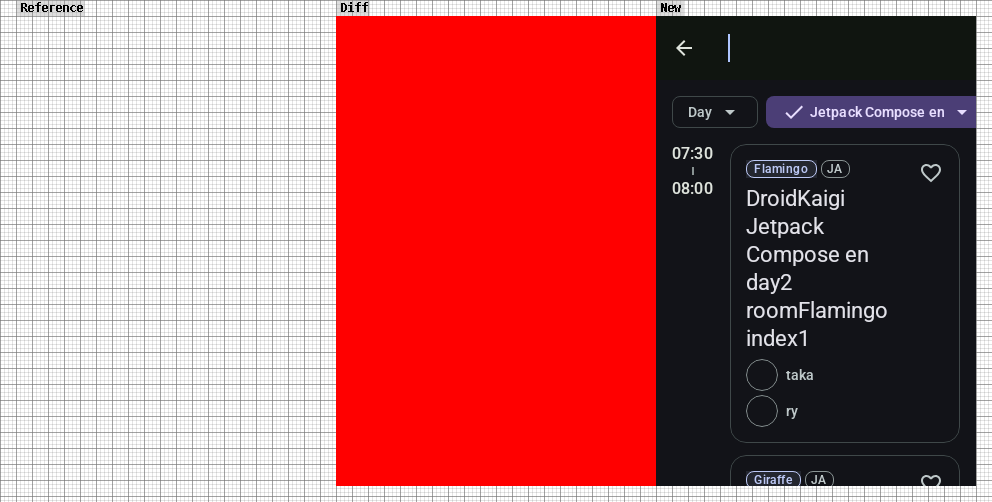 Reference
Diff
New
Day
Jetpack Compose en
07:30
08:00
Flamingo JA
DroidKaigi
Jetpack
Compose en
day2
roomFlamingo
index1
taka
ry
Giraffe JA